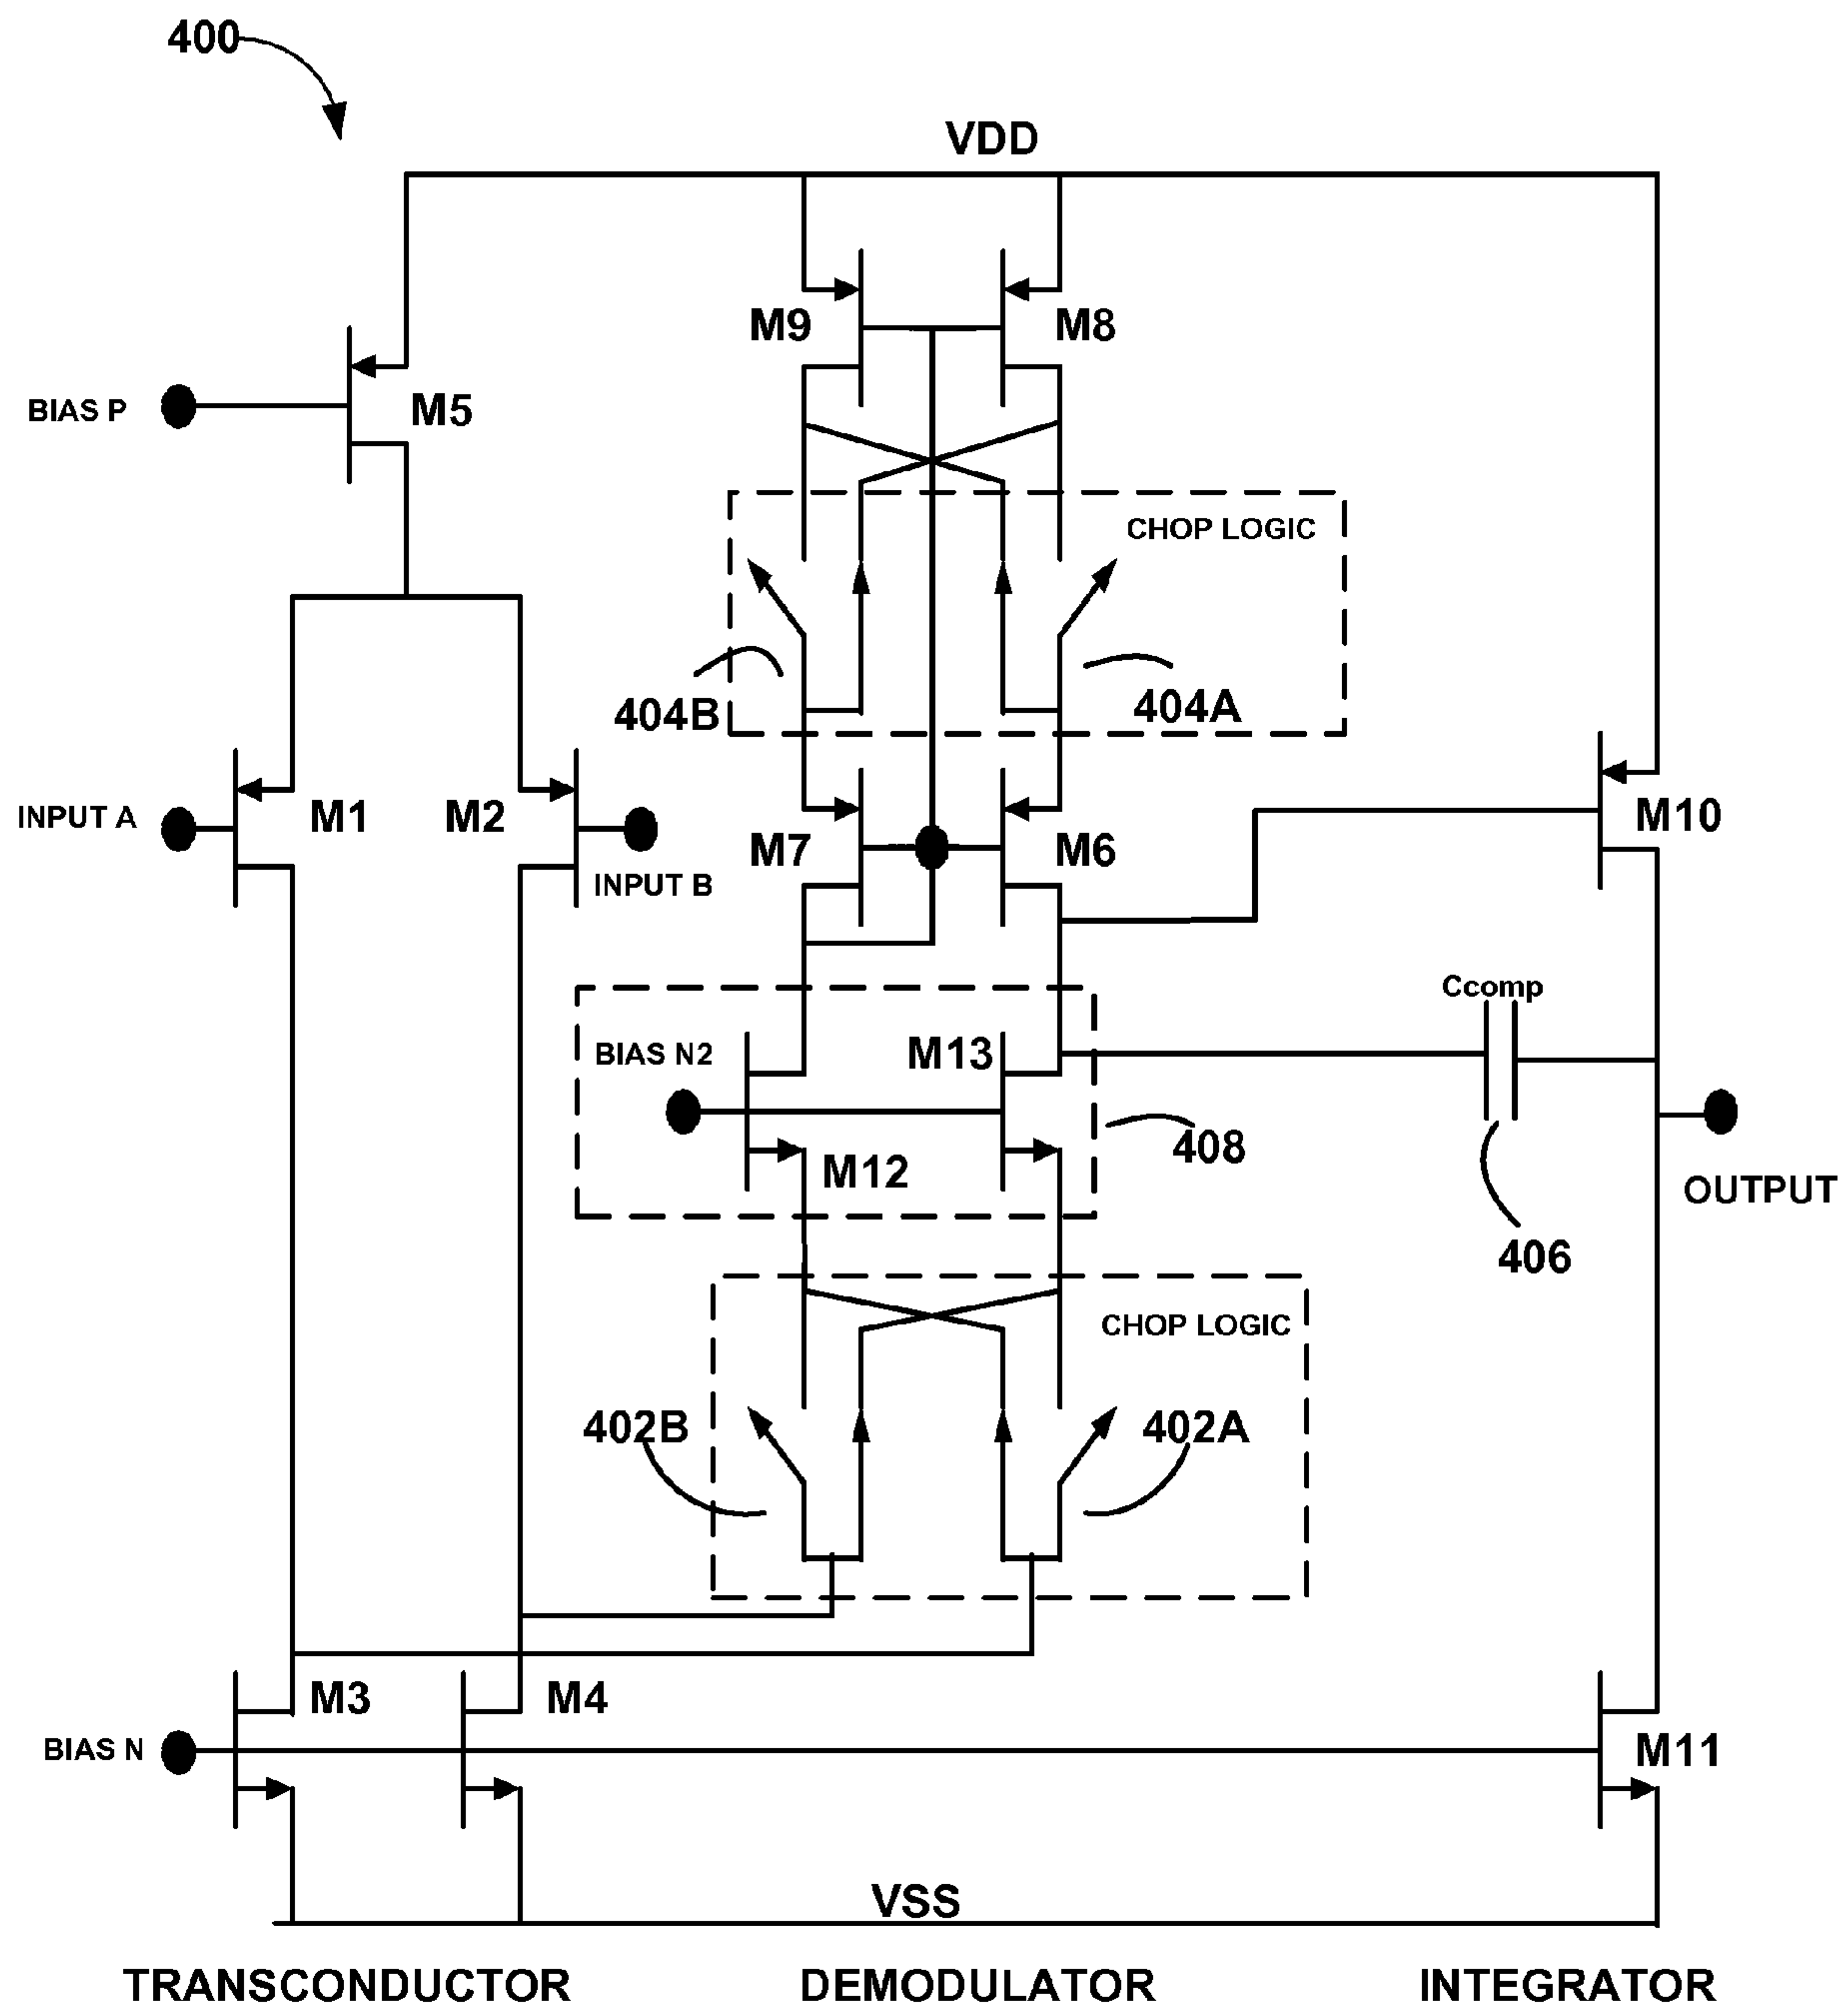 400
VDD
M9
M8
BIAS P
M5
CHOP LOGIC
404B
404A
INPUT A
M1
M2
M7
M6
M10
INPUT B
Ccomp
BIAS N2
M13
408
M12
OUTPUT
406
CHOP LOGIC
402B
402A
M3
M4
BIAS N
M11
VSS
TRANSCONDUCTOR
DEMODULATOR
INTEGRATOR